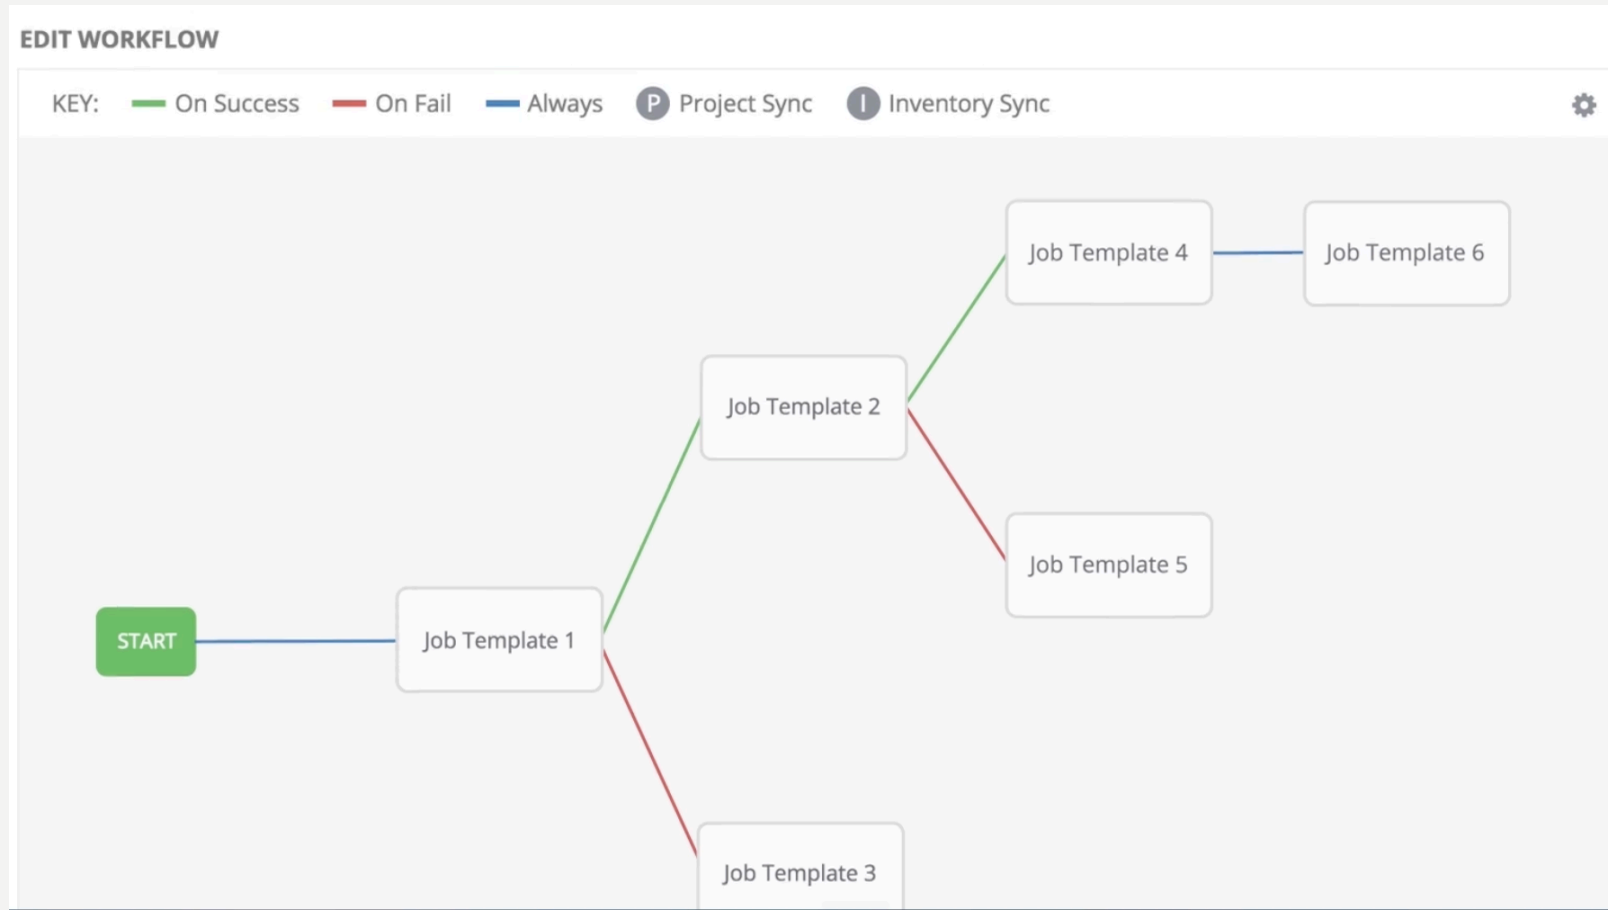 EDIT WORKFLOW
KEY: On Success On Fail Always P Project Sync I Inventory Sync
Job Template 4
Job Template 6
Job Template 2
Job Template 5
START
Job Template 1
Job Template 3